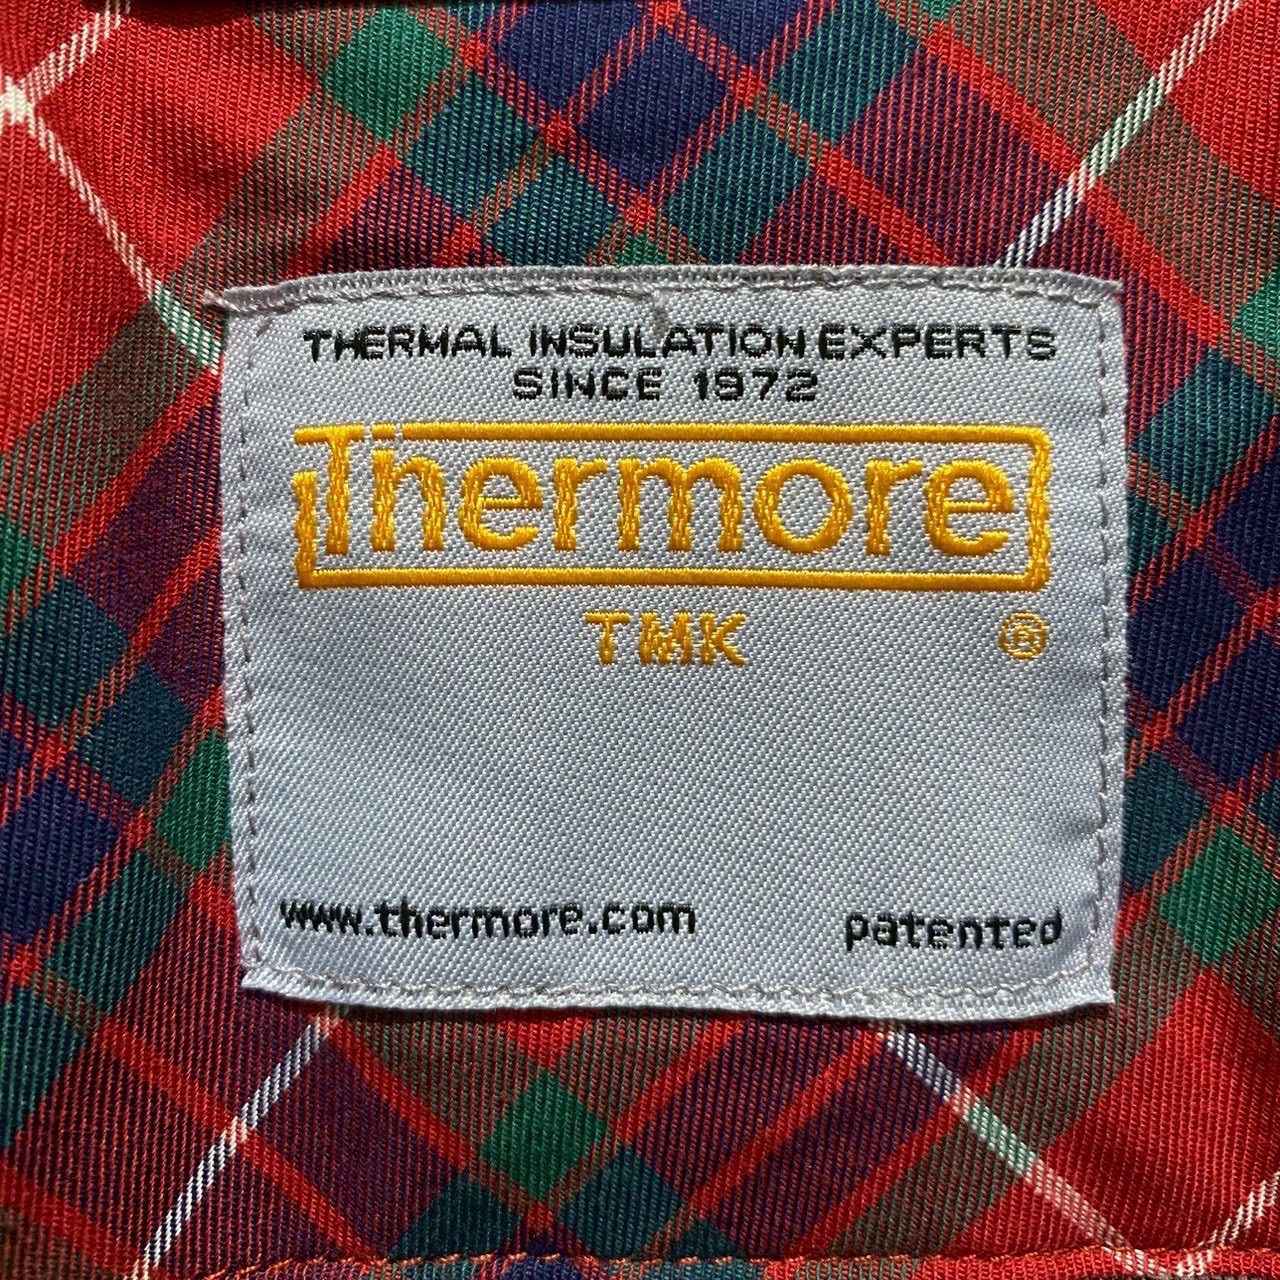 THERMAL INSULATION EXPERTS
SINCE 1972
Thermore
TMK ®
www.thermore.com patented